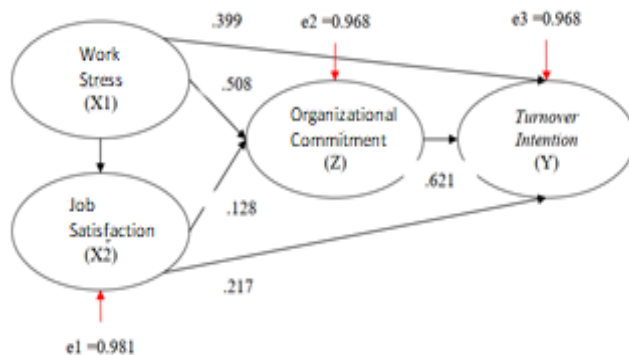 .399
e2=0.968
e3=0.968
Work
Stress
(X1)
.508
Organizational
Commitment
(Z)
Turnover
Intention
(Y)
.621
Job
Satisfaction
(X2)
.128
.217
e1 =0.981